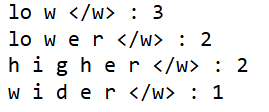 lo w </w> : 3
lo w e r </w> : 2
h i g h e r </w> : 2
w i d e r </w> : 1